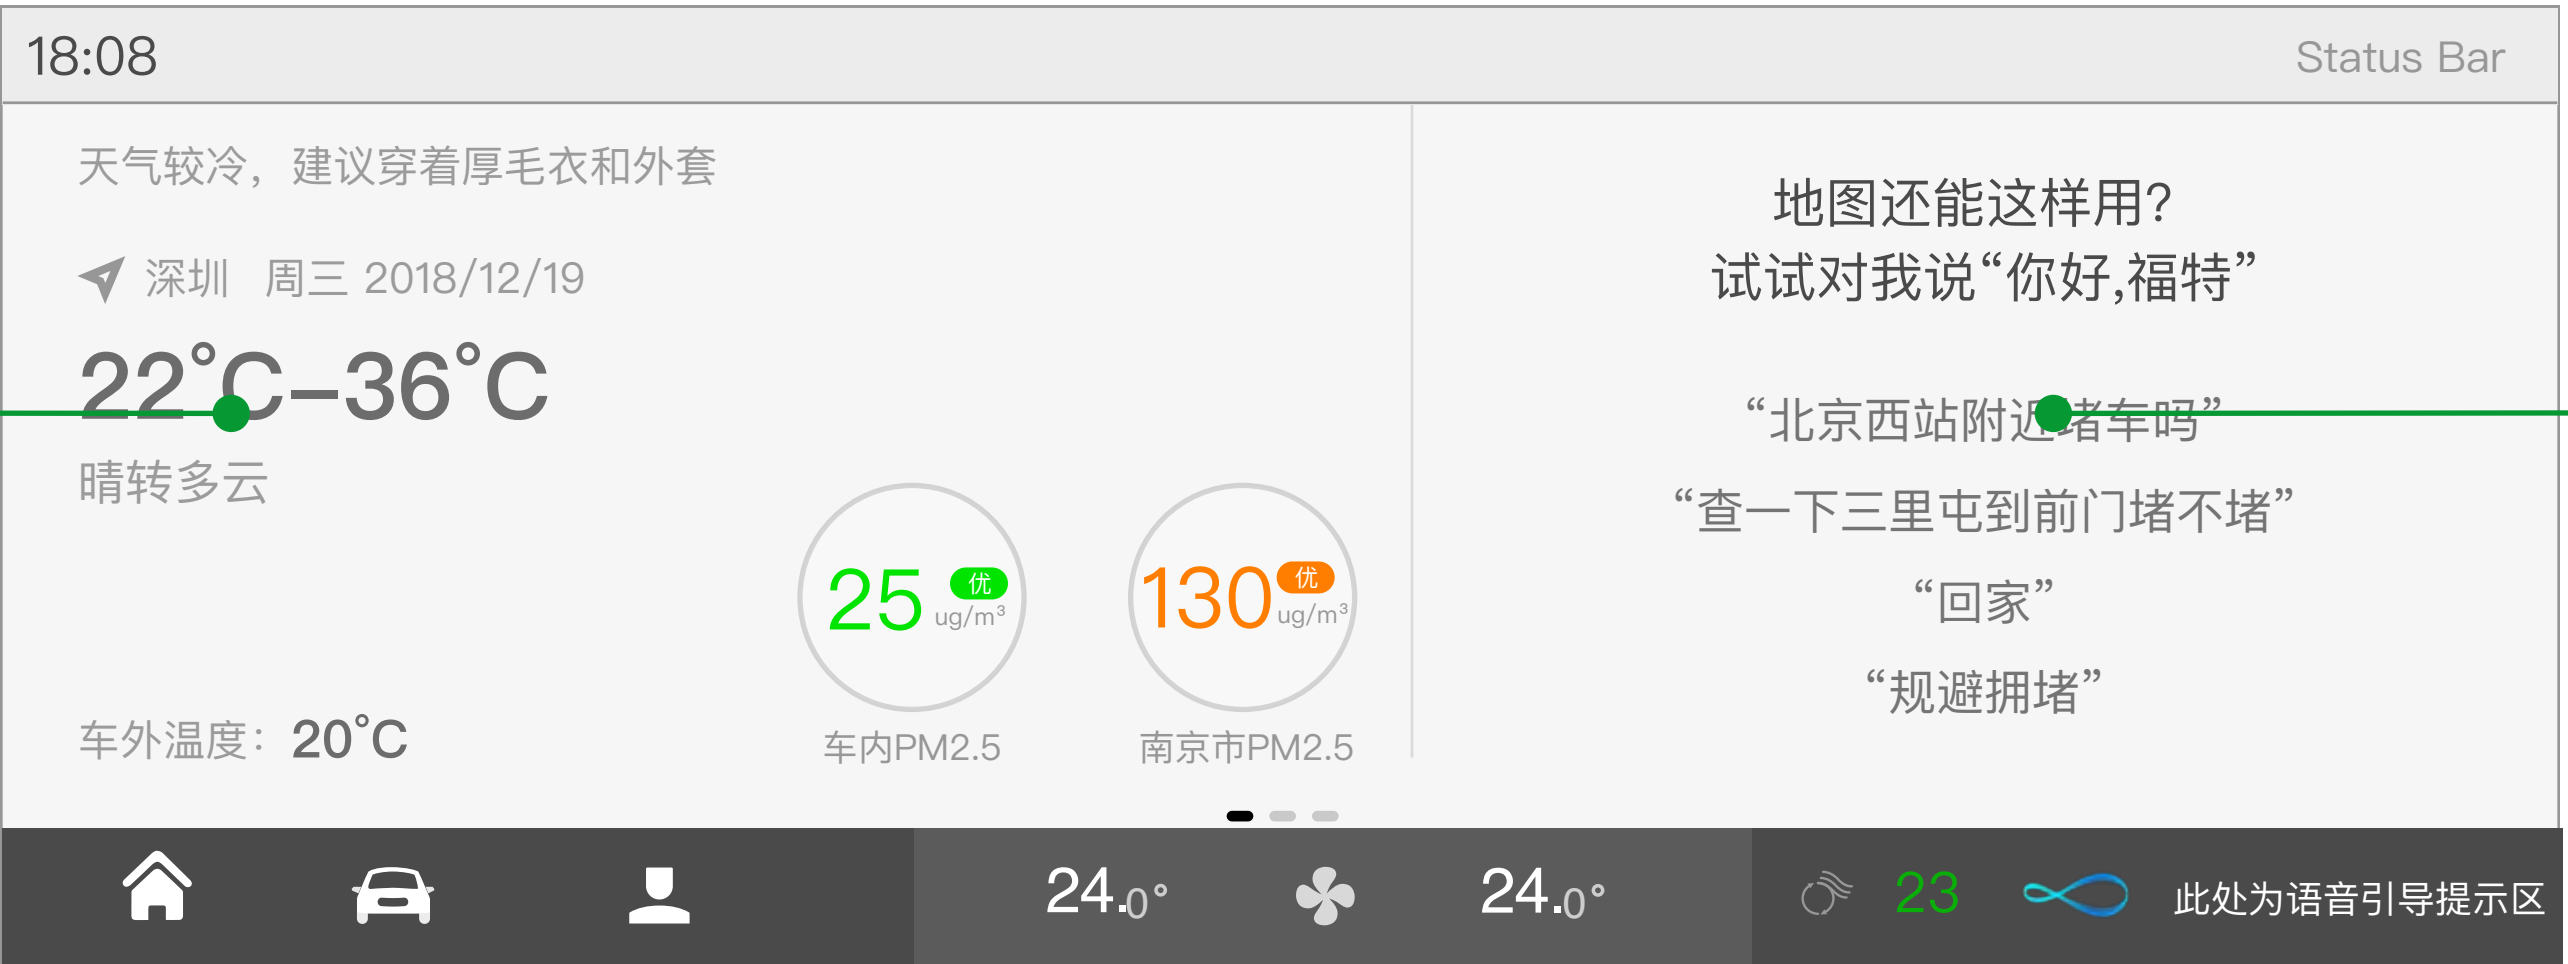 18:08
Status Bar
天气较冷，建议穿着厚毛衣和外套
深圳 周三 2018/12/19
22°C-36°C
晴转多云
25 优
ug/m³
130 优
ug/m³
车外温度：20°C
车内PM2.5
南京市PM2.5
地图还能这样用?
试试对我说“你好,福特”
“北京西站附近堵车吗”
“查一下三里屯到前门堵不堵”
“回家”
“规避拥堵”
24.0°
24.0°
23
此处为语音引导提示区